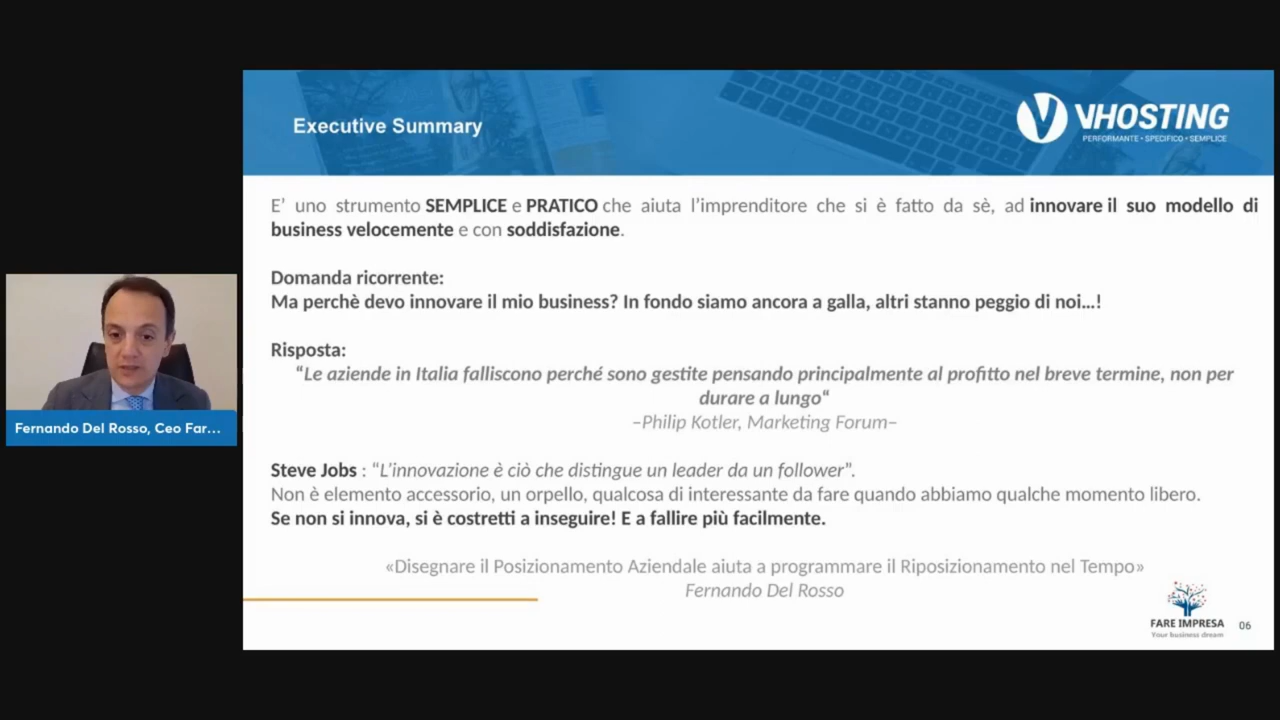 Executive Summary
VHOSTING
PERFORMANTE • SPECIFICO • SEMPLICE
E' uno strumento SEMPLICE e PRATICO che aiuta l'imprenditore che si è fatto da sè, ad innovare il suo modello di
business velocemente e con soddisfazione.
Domanda ricorrente:
Ma perchè devo innovare il mio business? In fondo siamo ancora a galla, altri stanno peggio di noi...!
Risposta:
“Le aziende in Italia falliscono perché sono gestite pensando principalmente al profitto nel breve termine, non per
durare a lungo“
–Philip Kotler, Marketing Forum–
Steve Jobs : “L'innovazione è ciò che distingue un leader da un follower”.
Non è elemento accessorio, un orpello, qualcosa di interessante da fare quando abbiamo qualche momento libero.
Se non si innova, si è costretti a inseguire! E a fallire più facilmente.
«Disegnare il Posizionamento Aziendale aiuta a programmare il Riposizionamento nel Tempo»
Fernando Del Rosso
FARE IMPRESA
Your business dream
06
Fernando Del Rosso, Ceo Far...